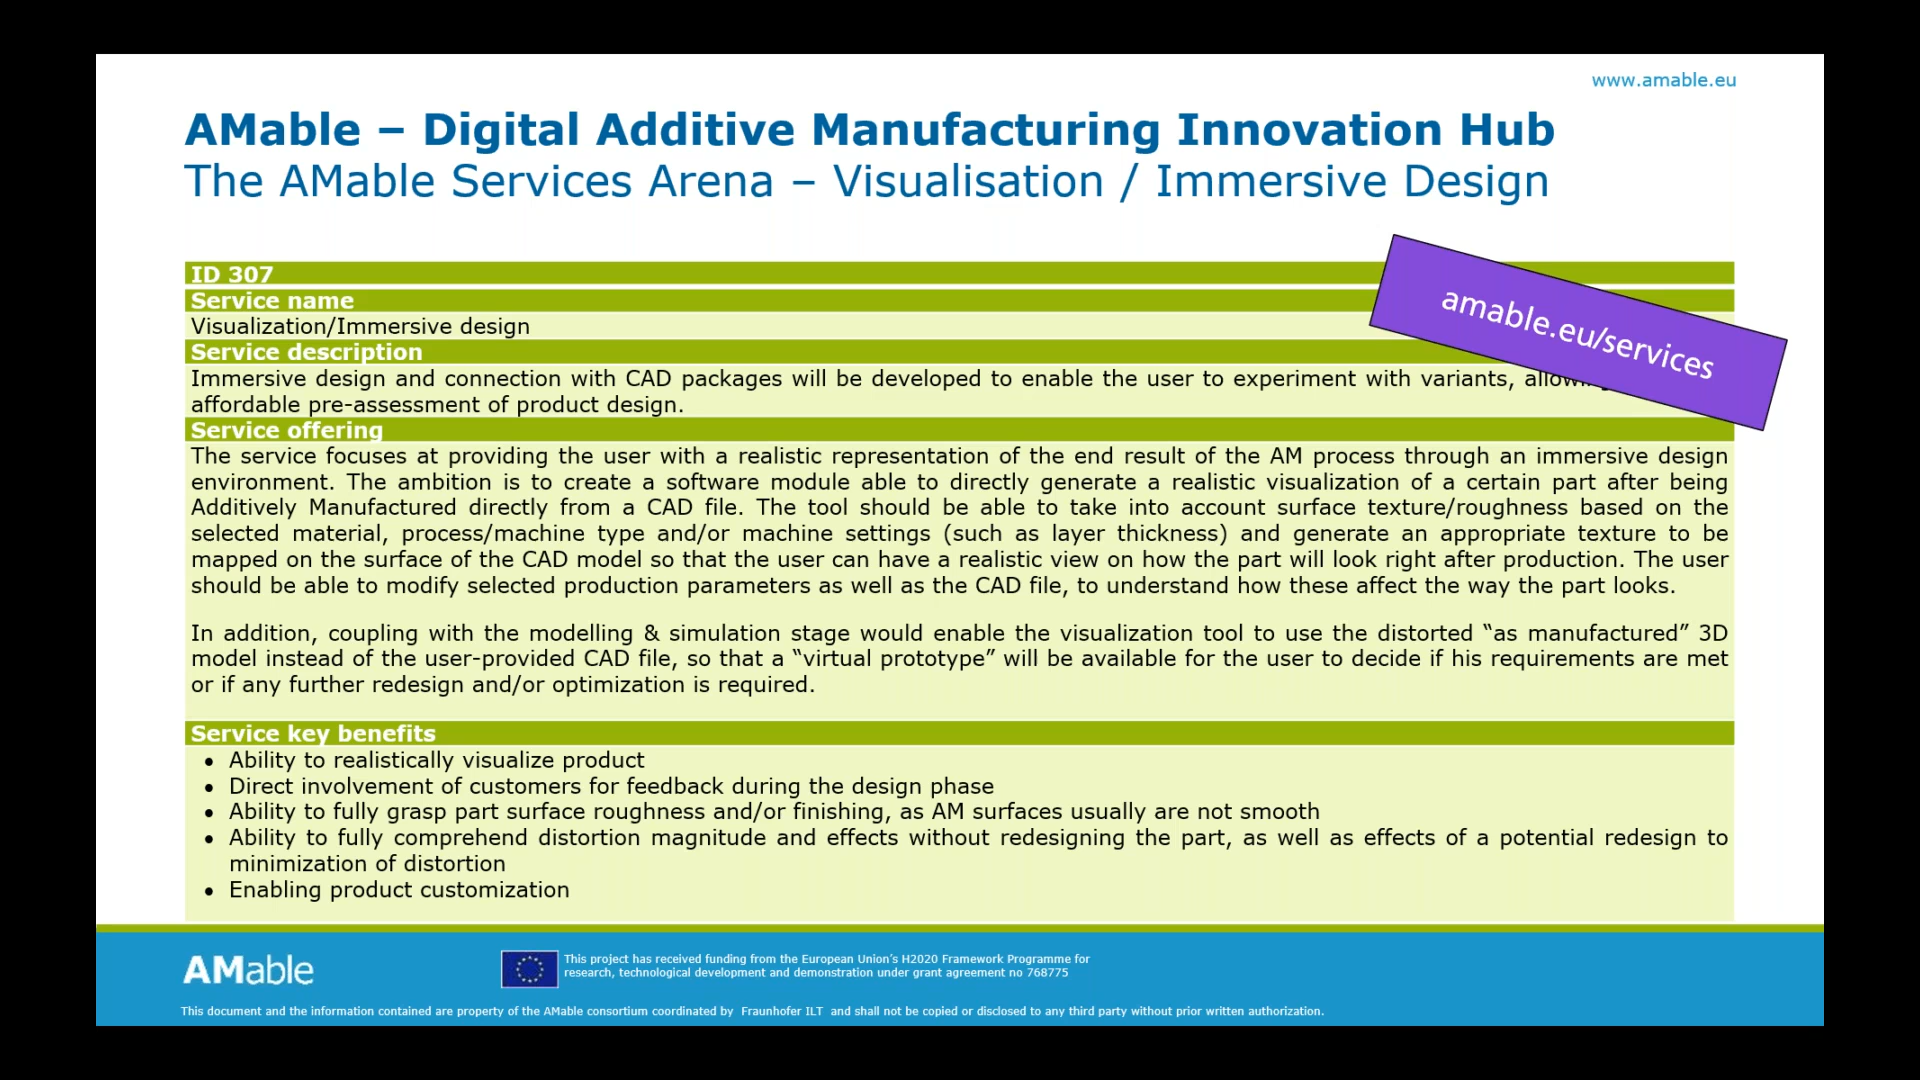 www.amable.eu
AMable – Digital Additive Manufacturing Innovation Hub
The AMable Services Arena – Visualisation / Immersive Design
ID 307
Service name
Visualization/Immersive design
amable.eu/services
Service description
Immersive design and connection with CAD packages will be developed to enable the user to experiment with variants,
affordable pre-assessment of product design.
Service offering
The service focuses at providing the user with a realistic representation of the end result of the AM process through an immersive design
environment. The ambition is to create a software module able to directly generate a realistic visualization of a certain part after being
Additively Manufactured directly from a CAD file. The tool should be able to take into account surface texture/roughness based on the
selected material, process/machine type and/or machine settings (such as layer thickness) and generate an appropriate texture to be
mapped on the surface of the CAD model so that the user can have a realistic view on how the part will look right after production. The user
should be able to modify selected production parameters as well as the CAD file, to understand how these affect the way the part looks.
In addition, coupling with the modelling & simulation stage would enable the visualization tool to use the distorted “as manufactured” 3D
model instead of the user-provided CAD file, so that a “virtual prototype” will be available for the user to decide if his requirements are met
or if any further redesign and/or optimization is required.
Service key benefits
• Ability to realistically visualize product
• Direct involvement of customers for feedback during the design phase
• Ability to fully grasp part surface roughness and/or finishing, as AM surfaces usually are not smooth
• Ability to fully comprehend distortion magnitude and effects without redesigning the part, as well as effects of a potential redesign to
minimization of distortion
• Enabling product customization
AMable
This project has received funding from the European Union’s H2020 Framework Programme for
research, technological development and demonstration under grant agreement no 768775
This document and the information contained are property of the AMable consortium coordinated by Fraunhofer ILT and shall not be copied or disclosed to any third party without prior written authorization.